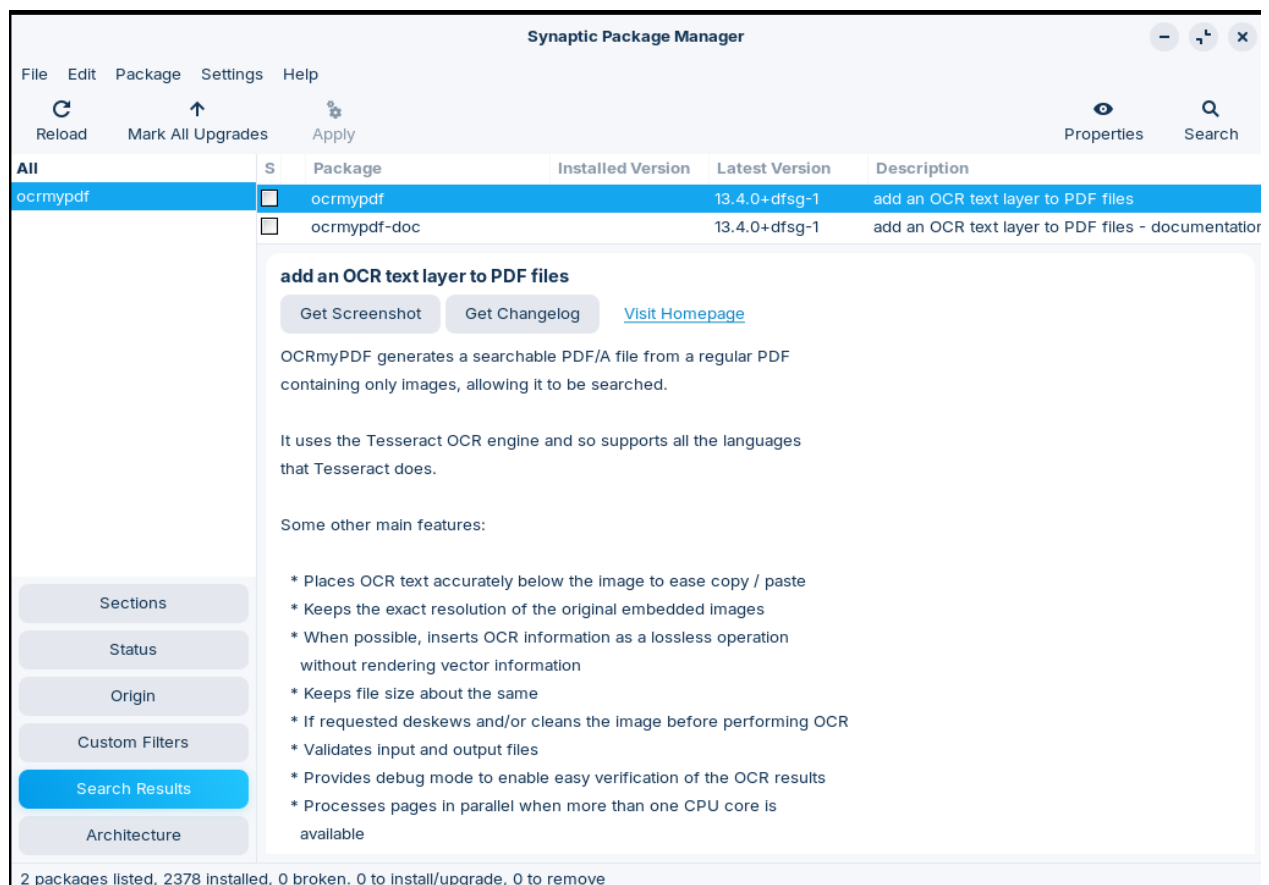 Synaptic Package Manager
File Edit Package Settings Help
Reload Mark All Upgrades Apply Properties Search
All
ocrmypdf
S Package Installed Version Latest Version Description
ocrmypdf 13.4.0+dfsg-1 add an OCR text layer to PDF files
ocrmypdf-doc 13.4.0+dfsg-1 add an OCR text layer to PDF files - documentation
add an OCR text layer to PDF files
Get Screenshot Get Changelog Visit Homepage
OCRmyPDF generates a searchable PDF/A file from a regular PDF
containing only images, allowing it to be searched.
It uses the Tesseract OCR engine and so supports all the languages
that Tesseract does.
Some other main features:
* Places OCR text accurately below the image to ease copy / paste
* Keeps the exact resolution of the original embedded images
* When possible, inserts OCR information as a lossless operation
without rendering vector information
* Keeps file size about the same
* If requested deskews and/or cleans the image before performing OCR
* Validates input and output files
* Provides debug mode to enable easy verification of the OCR results
* Processes pages in parallel when more than one CPU core is
available
Sections
Status
Origin
Custom Filters
Search Results
Architecture
2 packages listed, 2378 installed, 0 broken. 0 to install/upgrade, 0 to remove